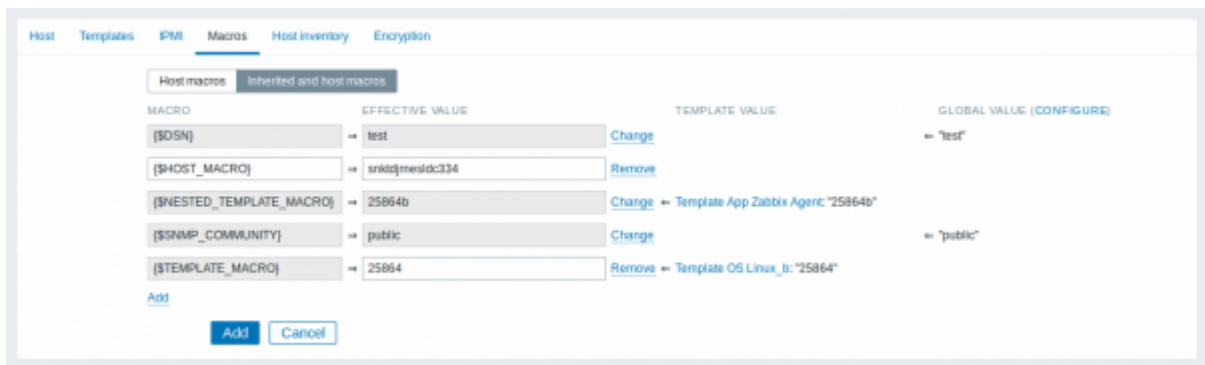 Host Templates IPMI Macros Host inventory Encryption
Host macros Inherited and host macros
MACRO EFFECTIVE VALUE TEMPLATE VALUE GLOBAL VALUE (CONFIGURE)
{$DSN} ⇒ test Change ⇐ "test"
{$HOST_MACRO} ⇒ Remove
{$NESTED_TEMPLATE_MACRO} ⇒ 25864b Change ⇐ Template App Zabbix Agent: "25864b"
{$SNMP_COMMUNITY} ⇒ public Change ⇐ "public"
{$TEMPLATE_MACRO} ⇒ 25864 Remove ⇐ Template OS Linux_b: "25864"
Add
Add Cancel